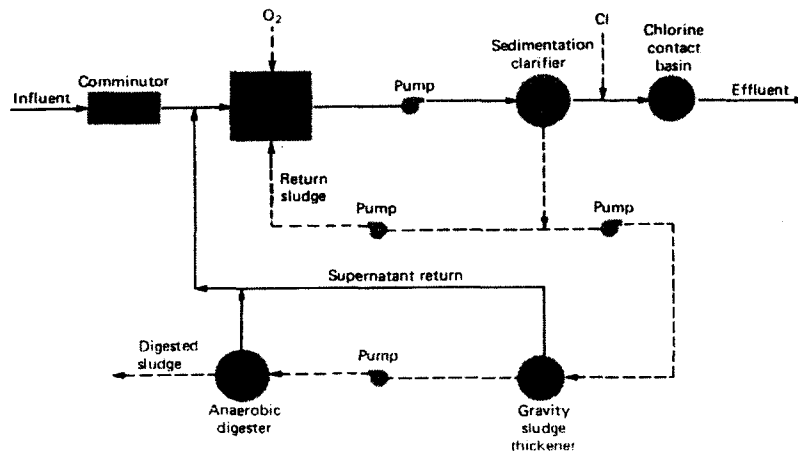 O2
Cl
Chlorine
contact
basin
Sedimentation
clarifier
Comminutor
Pump
Influent
Effluent
Return
sludge
Pump
Pump
Supernatant return
Digested
sludge
Pump
Anaerobic
digester
Gravity
sludge
thickener